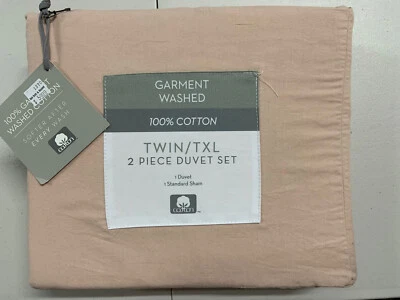 100% GARMENT
WASHED COTTON
SOFTER AFTER
EVERY WASH
GARMENT
WASHED
100% COTTON
TWIN/TXL
2 PIECE DUVET SET
1 Duvet
1 Standard Sham
COTTON